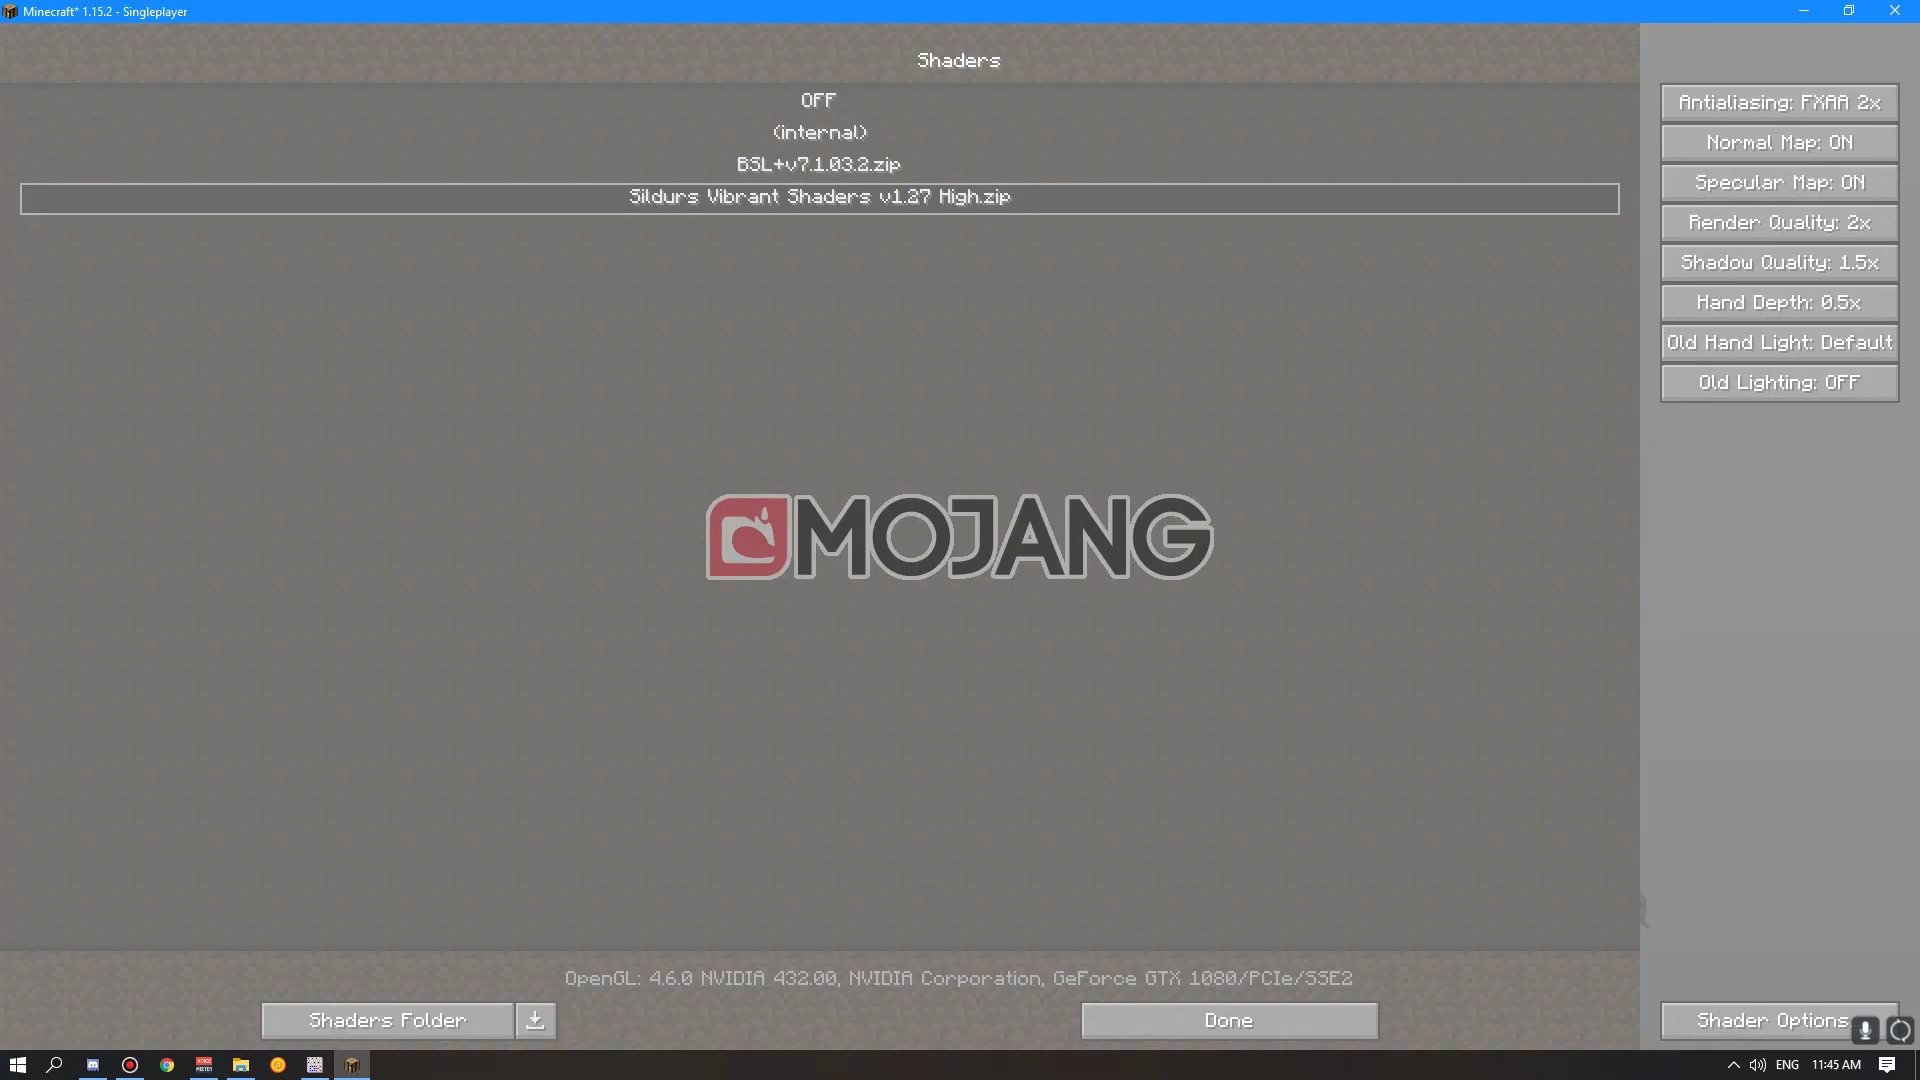 Minecraft* 1.15.2 - Singleplayer
Shaders
OFF
(internal)
BSL+v7.1.03.2.zip
Sildurs Vibrant Shaders v1.27 High.zip
Antialiasing: FXAA 2x
Normal Map: ON
Specular Map: ON
Render Quality: 2x
Shadow Quality: 1.5x
Hand Depth: 0.5x
Old Hand Light: Default
Old Lighting: OFF
MOJANG
OpenGL: 4.6.0 NVIDIA 432.00, NVIDIA Corporation, GeForce GTX 1080/PCIe/SSE2
Shaders Folder
Done
Shader Options
VOICE
MEETER
ENG
11:45 AM